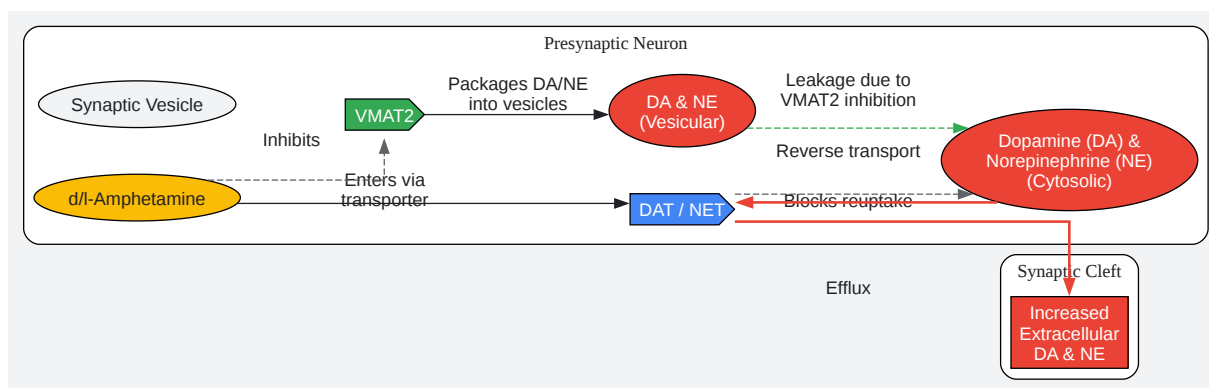 Presynaptic Neuron
Synaptic Vesicle
Inhibits
VMAT2
Packages DA/NE
into vesicles
DA & NE
(Vesicular)
Leakage due to
VMAT2 inhibition
Reverse transport
Dopamine (DA) &
Norepinephrine (NE)
(Cytosolic)
d/l-Amphetamine
Enters via
transporter
DAT / NET
Blocks reuptake
Efflux
Synaptic Cleft
Increased
Extracellular
DA & NE